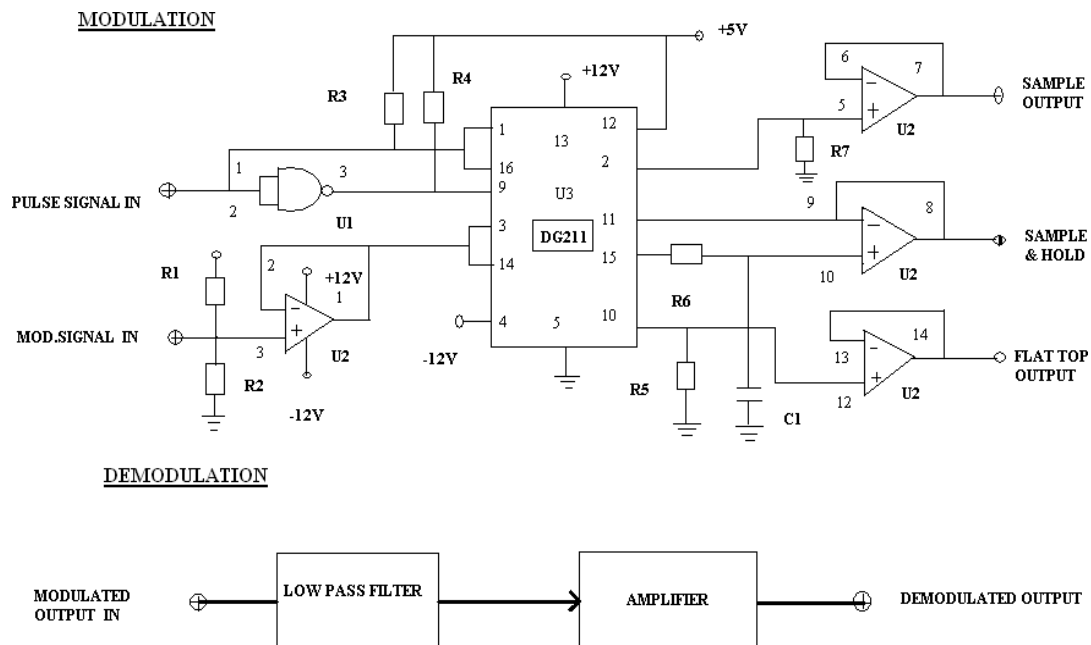 MODULATION
+5V
+12V
R3
R4
1
16
9
3
14
4
13
5
U3
DG211
12
2
11
15
10
PULSE SIGNAL IN
1
2
3
U1
R1
R2
MOD.SIGNAL IN
2
3
1
+12V
-12V
U2
-12V
R7
R6
R5
C1
6
5
7
U2
SAMPLE
OUTPUT
9
10
8
U2
SAMPLE
& HOLD
13
12
14
U2
FLAT TOP
OUTPUT
DEMODULATION
MODULATED
OUTPUT IN
LOW PASS FILTER
AMPLIFIER
DEMODULATED OUTPUT